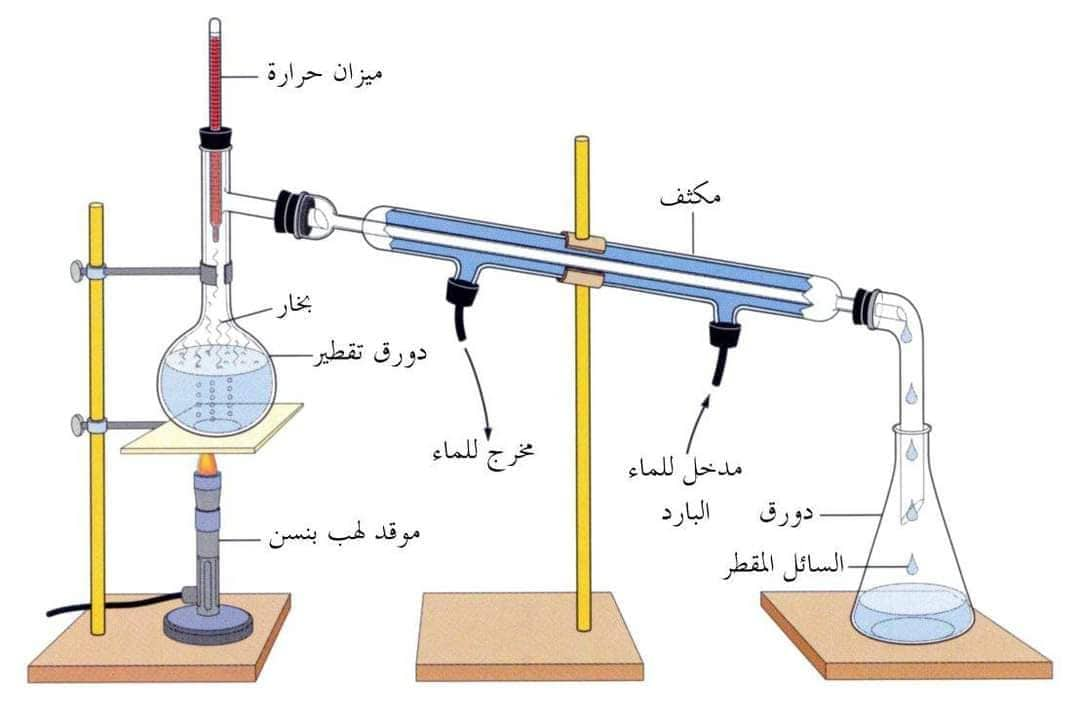 ميزان حرارة
مكثف
بخار
دورق تقطير
مخرج للماء
مدخل للماء
البارد
دورق
موقد لهب بنسن
السائل المقطر